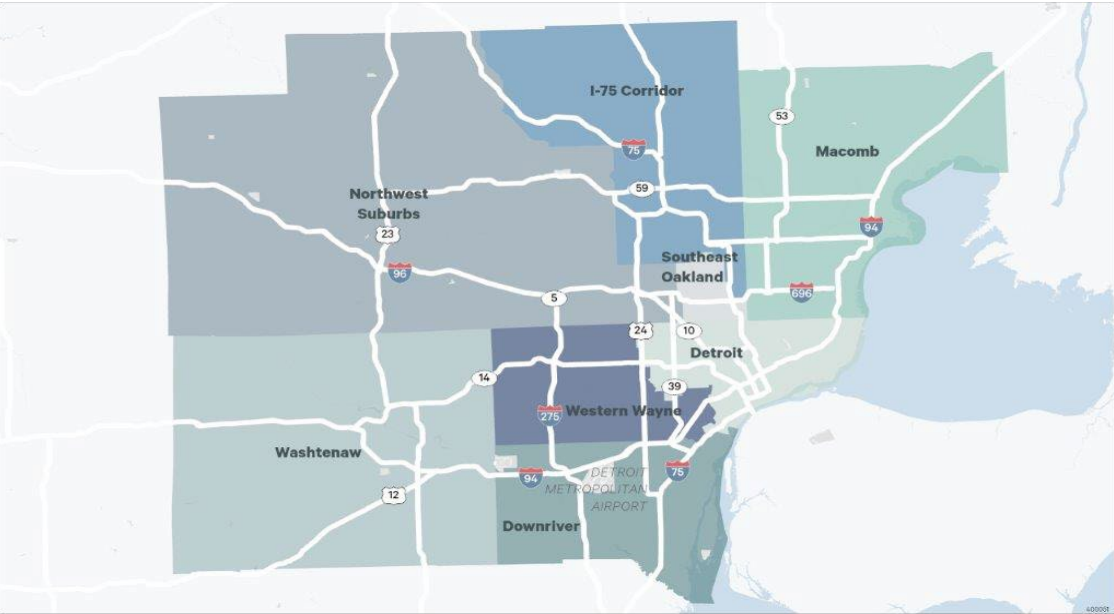 I-75 Corridor
53
Macomb
75
59
Northwest
Suburbs
23
94
Southeast
Oakland
96
5
696
24
10
Detroit
14
39
275
Western Wayne
Washtenaw
94
75
DETROIT
METROPOLITAN
AIRPORT
12
Downriver